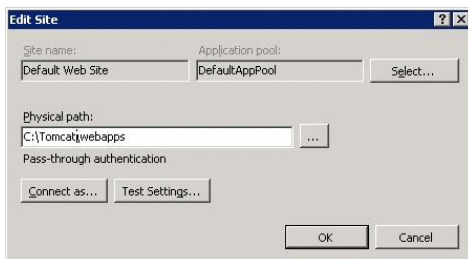 Edit Site
Site name:
Application pool:
Default Web Site
DefaultAppPool
Select...
Physical path:
C:\Tomcat\webapps
...
Pass-through authentication
Connect as...
Test Settings...
OK
Cancel